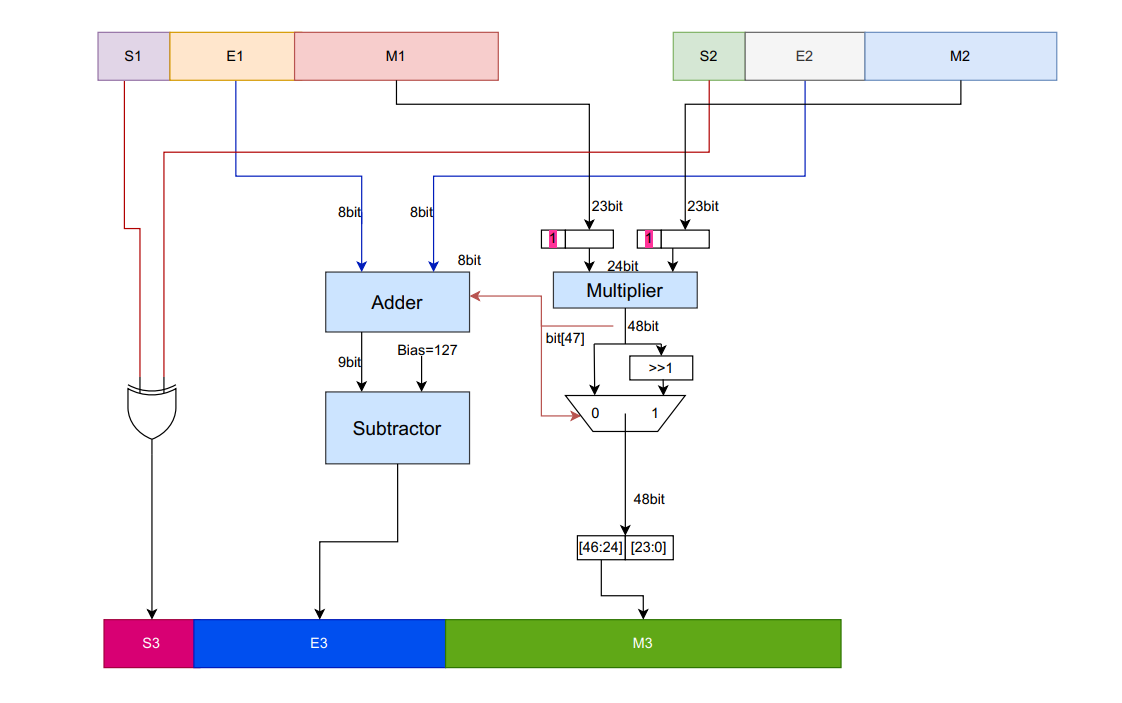 S1 E1 M1 S2 E2 M2
8bit 8bit 23bit 23bit
1 1
8bit 24bit
Adder Multiplier
bit[47] 48bit
9bit Bias=127
>>1
0 1
Subtractor
48bit
[46:24] [23:0]
S3 E3 M3